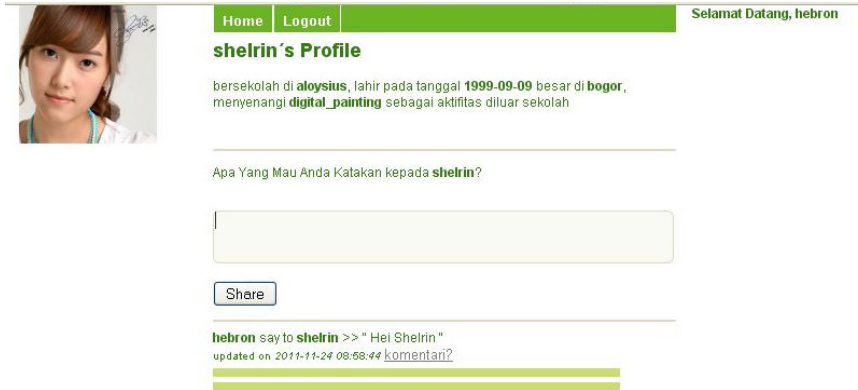 Home Logout
Selamat Datang, hebron
shelrin´s Profile
bersekolah di aloysius, lahir pada tanggal 1999-09-09 besar di bogor,
menyenangi digital_painting sebagai aktifitas diluar sekolah
Apa Yang Mau Anda Katakan kepada shelrin?
Share
hebron say to shelrin >> " Hei Shelrin "
updated on 2011-11-24 08:58:44 komentari?